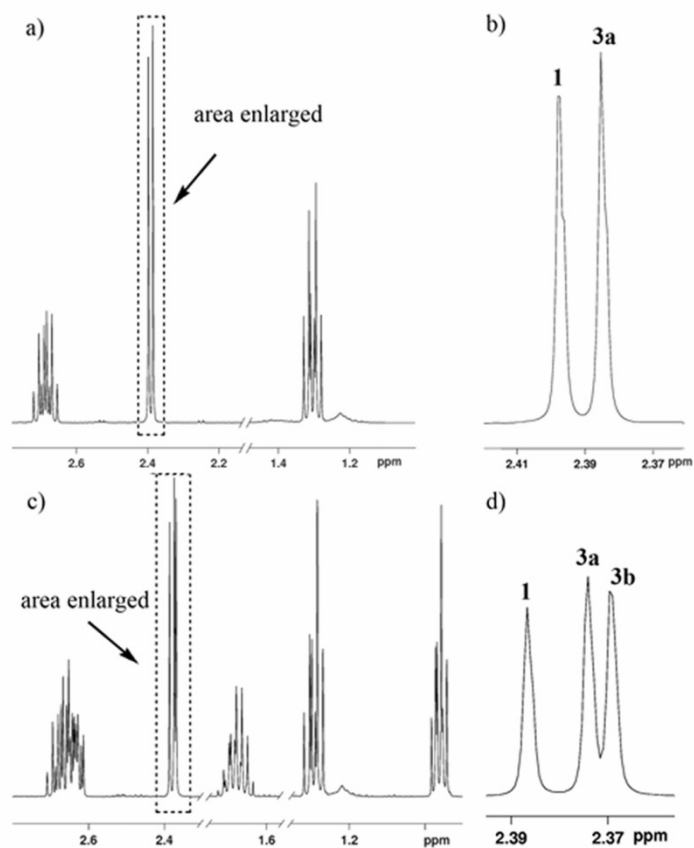 a)
area enlarged
2.6 2.4 2.2 1.4 1.2 ppm
b)
1 3a
2.41 2.39 2.37 ppm
c)
area enlarged
2.6 2.4 1.6 1.2 ppm
d)
1 3a 3b
2.39 2.37 ppm